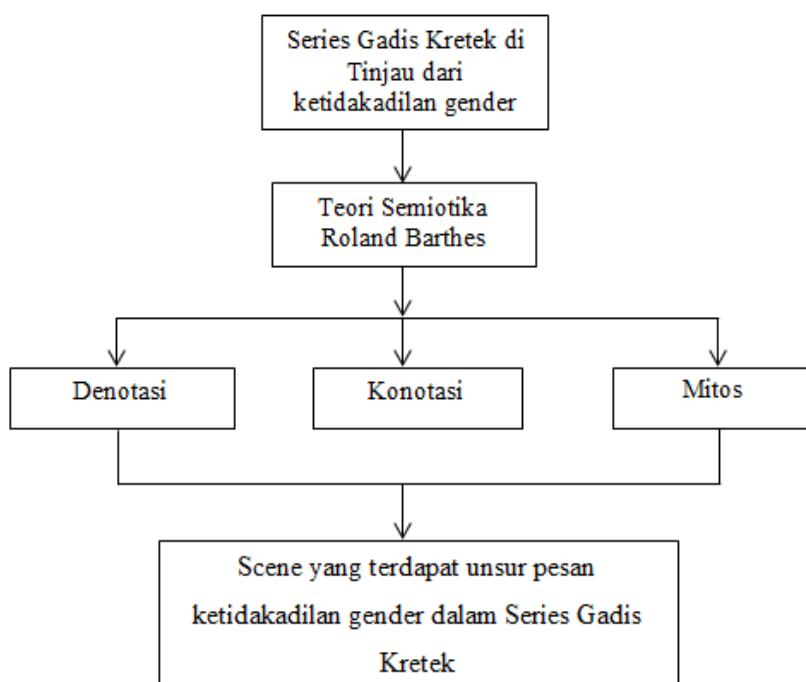 Series Gadis Kretek di
Tinjau dari
ketidakadilan gender
Teori Semiotika
Roland Barthes
Denotasi
Konotasi
Mitos
Scene yang terdapat unsur pesan
ketidakadilan gender dalam Series Gadis
Kretek